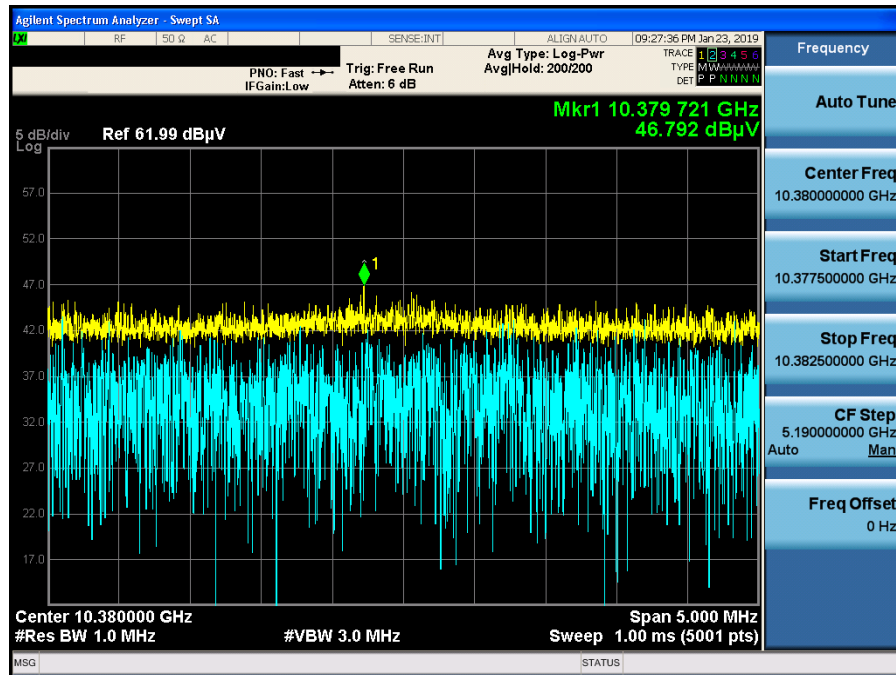 Agilent Spectrum Analyzer - Swept SA
LXI RF 50 Ω AC SENSE:INT ALIGN AUTO 09:27:36 PM Jan 23, 2019
Frequency
PNO: Fast
IFGain:Low
Trig: Free Run
Atten: 6 dB
Avg Type: Log-Pwr
Avg|Hold: 200/200
TRACE 1 2 3 4 5 6
TYPE MWWWWW
DET P P N N N N
Auto Tune
Mkr1 10.379 721 GHz
46.792 dBµV
5 dB/div
Log
Ref 61.99 dBµV
57.0
52.0
47.0
42.0
37.0
32.0
27.0
22.0
17.0
1
Center Freq
10.380000000 GHz
Start Freq
10.377500000 GHz
Stop Freq
10.382500000 GHz
CF Step
5.190000000 GHz
Auto Man
Freq Offset
0 Hz
Center 10.380000 GHz
Span 5.000 MHz
#Res BW 1.0 MHz
#VBW 3.0 MHz
Sweep 1.00 ms (5001 pts)
MSG
STATUS